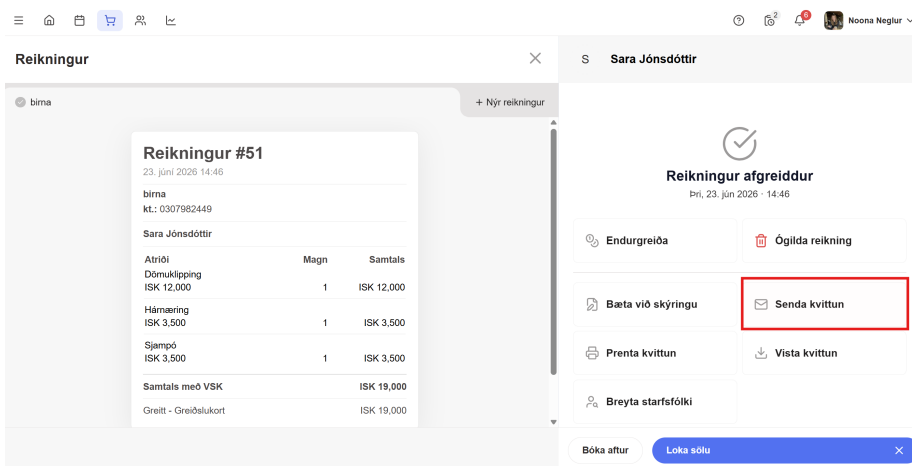 2
6
Noona Neglur
Reikningur
S Sara Jónsdóttir
birna
+ Nýr reikningur
Reikningur #51
23. júní 2026 14:46
birna
kt.: 0307982449
Sara Jónsdóttir
Atriði Magn Samtals
Dömuklipping
ISK 12,000 1 ISK 12,000
Hárnæring
ISK 3,500 1 ISK 3,500
Sjampó
ISK 3,500 1 ISK 3,500
Samtals með VSK ISK 19,000
Greitt - Greiðslukort ISK 19,000
Reikningur afgreiddur
Þri, 23. jún 2026 · 14:46
Endurgreiða
Ógilda reikning
Bæta við skýringu
Senda kvittun
Prenta kvittun
Vista kvittun
Breyta starfsfólki
Bóka aftur
Loka sölu